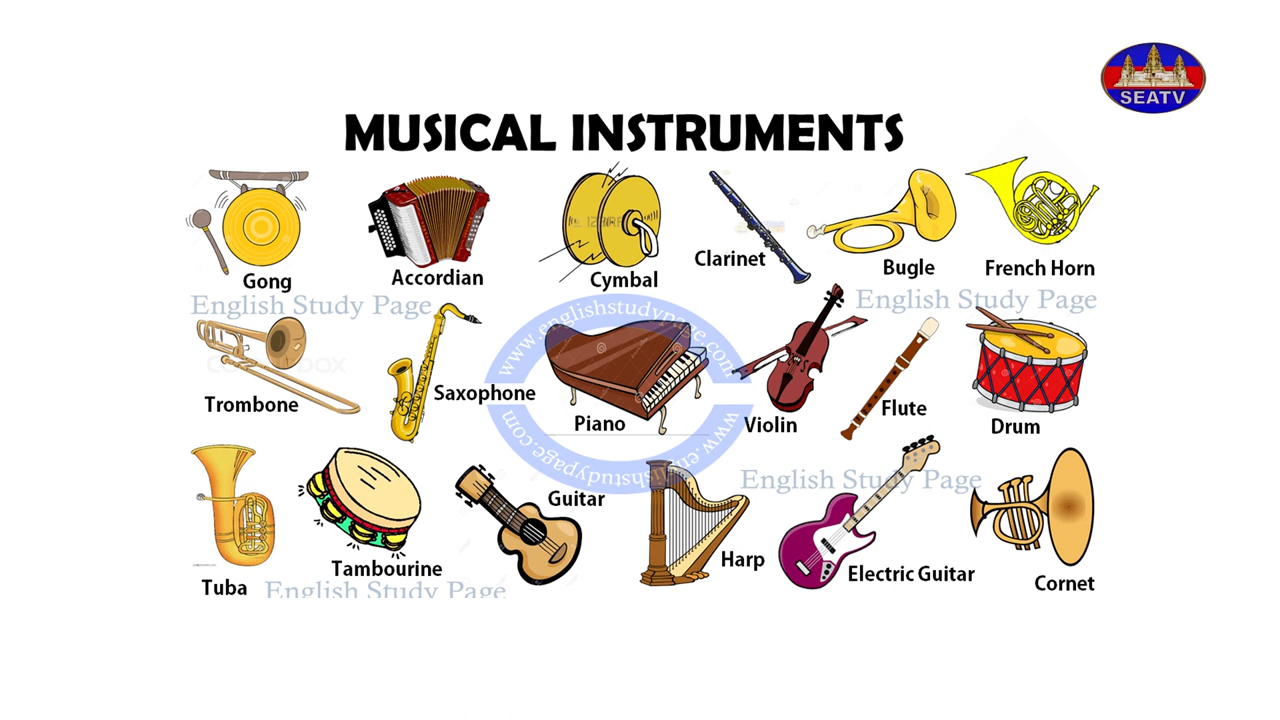 SEATV
MUSICAL INSTRUMENTS
Gong
Accordian
Cymbal
Clarinet
Bugle
French Horn
English Study Page
English Study Page
www.englishstudypage.com
Trombone
Saxophone
Piano
Violin
Flute
Drum
www.englishstudypage.com
English Study Page
Tuba
Tambourine
Guitar
Harp
Electric Guitar
Cornet
English Study Page